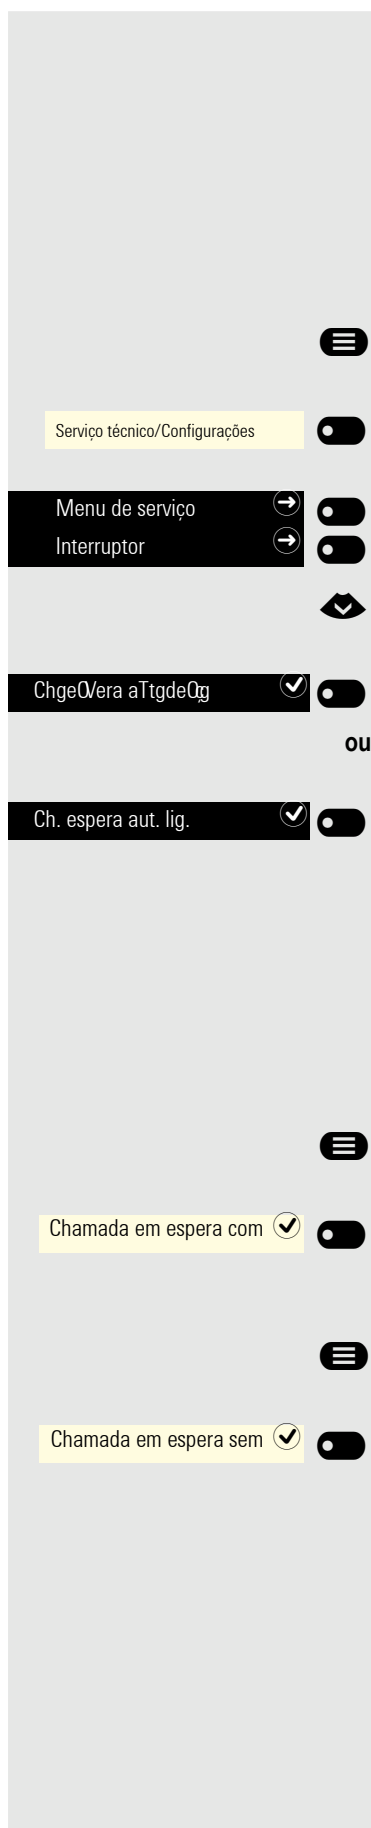 Serviço técnico/Configurações
Menu de serviço
Interruptor
ou
Ch. espera aut. lig.
Chamada em espera com
Chamada em espera sem